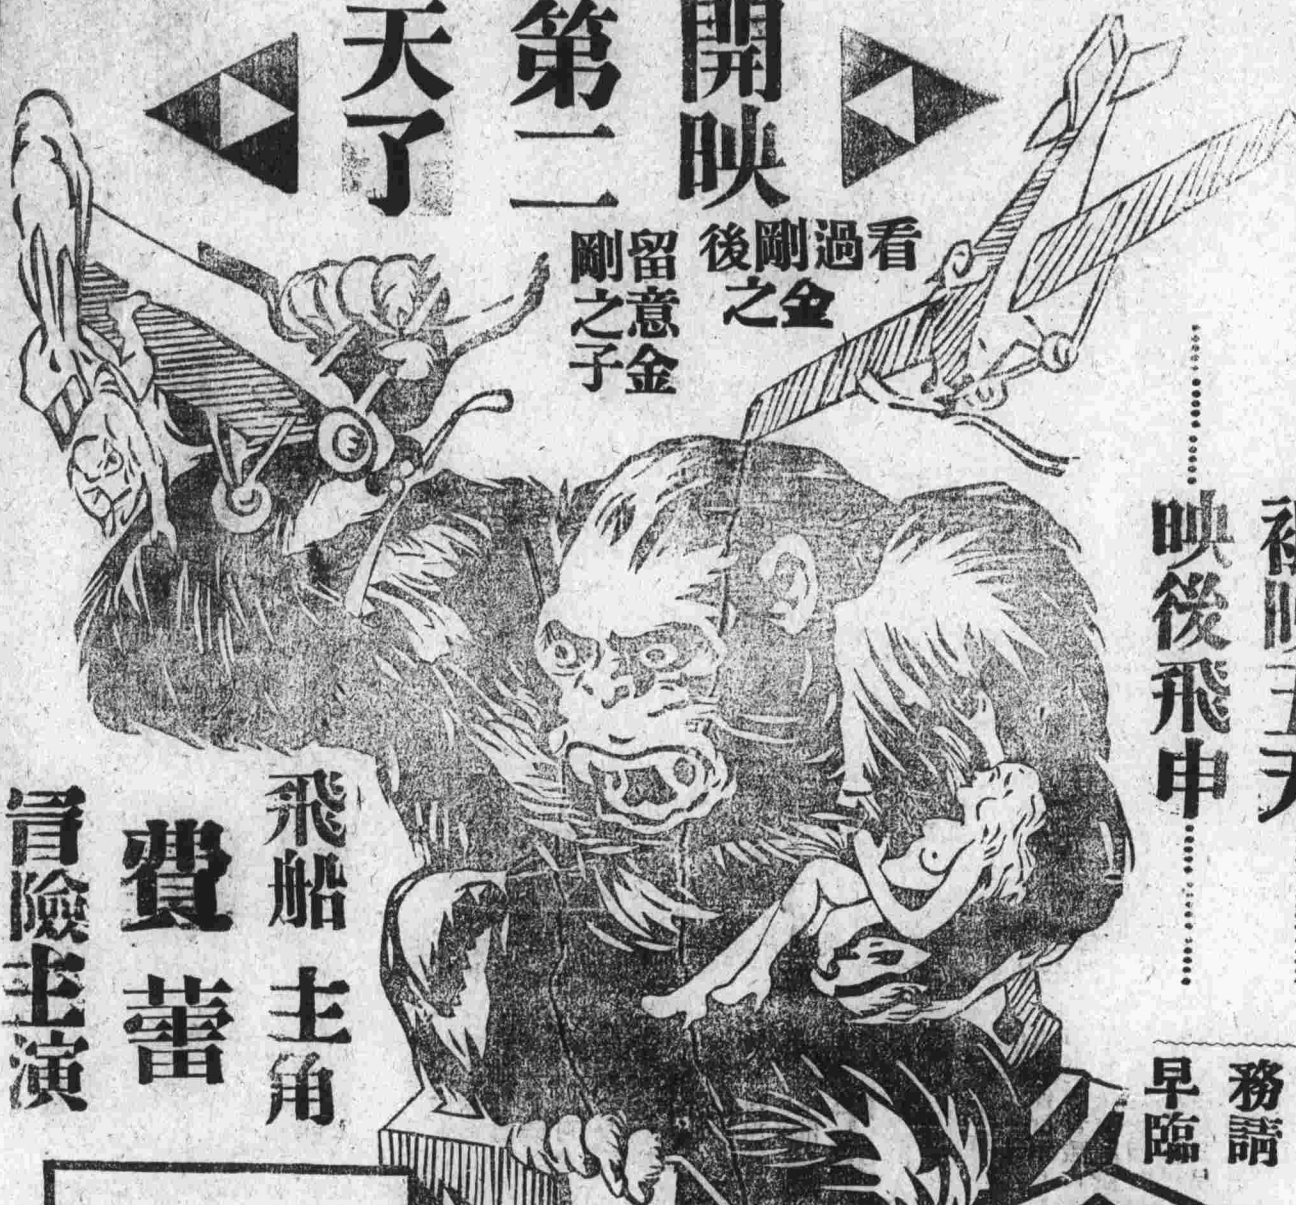 開映
第二
天了
看過金剛之後
留意金
剛之子
映後飛申
務請
早臨
飛船主角
費蕾
冒險主演